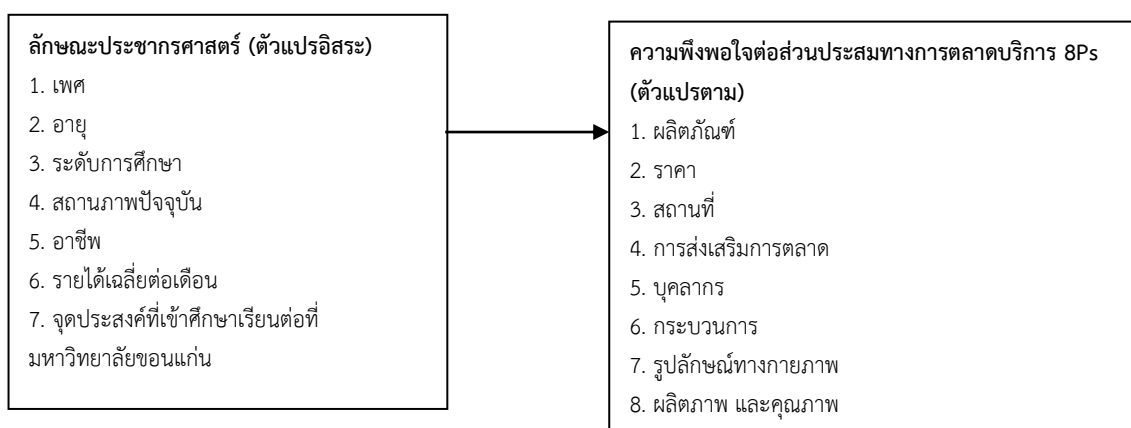 ลักษณะประชากรศาสตร์ (ตัวแปรอิสระ)
1. เพศ
2. อายุ
3. ระดับการศึกษา
4. สถานภาพปัจจุบัน
5. อาชีพ
6. รายได้เฉลี่ยต่อเดือน
7. จุดประสงค์ที่เข้าศึกษาเรียนต่อที่
มหาวิทยาลัยขอนแก่น
ความพึงพอใจต่อส่วนประสมทางการตลาดบริการ 8Ps
(ตัวแปรตาม)
1. ผลิตภัณฑ์
2. ราคา
3. สถานที่
4. การส่งเสริมการตลาด
5. บุคลากร
6. กระบวนการ
7. รูปลักษณ์ทางกายภาพ
8. ผลิตภาพ และคุณภาพ